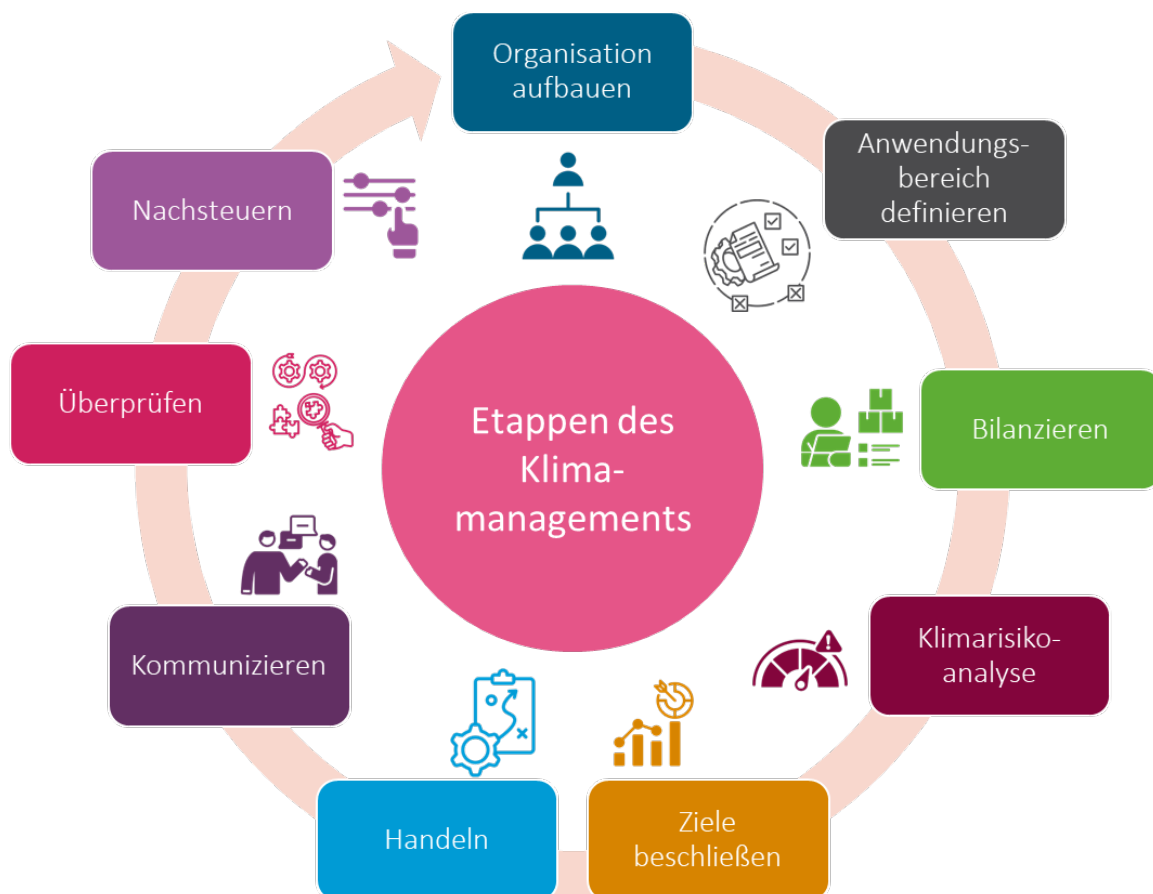 Organisation
aufbauen
Anwendungs-
bereich
definieren
Bilanzieren
Klimarisiko-
analyse
Ziele
beschließen
Handeln
Kommunizieren
Überprüfen
Nachsteuern
Etappen des
Klima-
managements